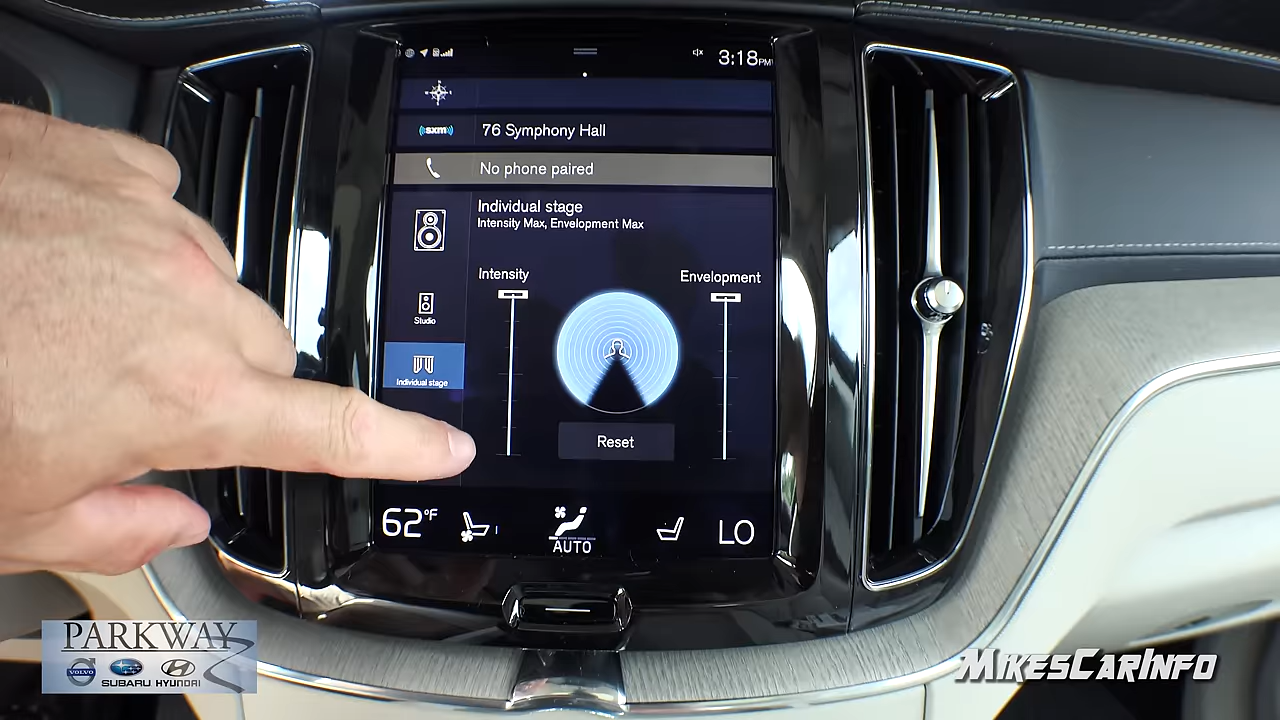 3:18PM
sxm
76 Symphony Hall
No phone paired
Individual stage
Intensity Max, Envelopment Max
Intensity
Envelopment
Studio
Individual stage
Reset
62°F
AUTO
LO
PARKWAY
VOLVO
SUBARU HYUNDAI
MIKESCARINFO